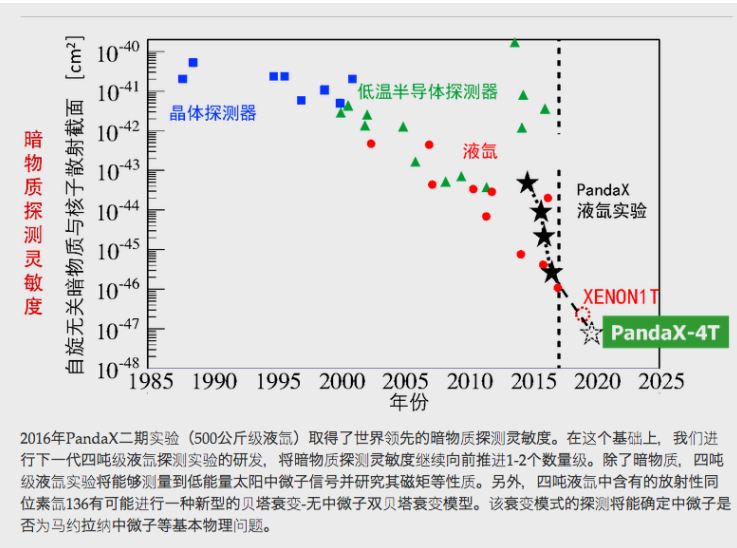 暗物质探测灵敏度
自旋无关暗物质与核子散射截面 [cm²]
10⁻⁴⁰
10⁻⁴¹
10⁻⁴²
10⁻⁴³
10⁻⁴⁴
10⁻⁴⁵
10⁻⁴⁶
10⁻⁴⁷
10⁻⁴⁸
晶体探测器
低温半导体探测器
液氙
PandaX
液氙实验
XENON1T
PandaX-4T
1985 1990 1995 2000 2005 2010 2015 2020 2025
年份
2016年PandaX二期实验（500公斤级液氙）取得了世界领先的暗物质探测灵敏度。在这个基础上，我们进
行下一代四吨级液氙探测实验的研发，将暗物质探测灵敏度继续向前推进1-2个数量级。除了暗物质，四吨
级液氙实验将能够测量到低能量太阳中微子信号并研究其磁矩等性质。另外，四吨液氙中含有的放射性同
位素氙136有可能进行一种新型的贝塔衰变-无中微子双贝塔衰变模型。该衰变模式的探测将能确定中微子是
否为马约拉纳中微子等基本物理问题。